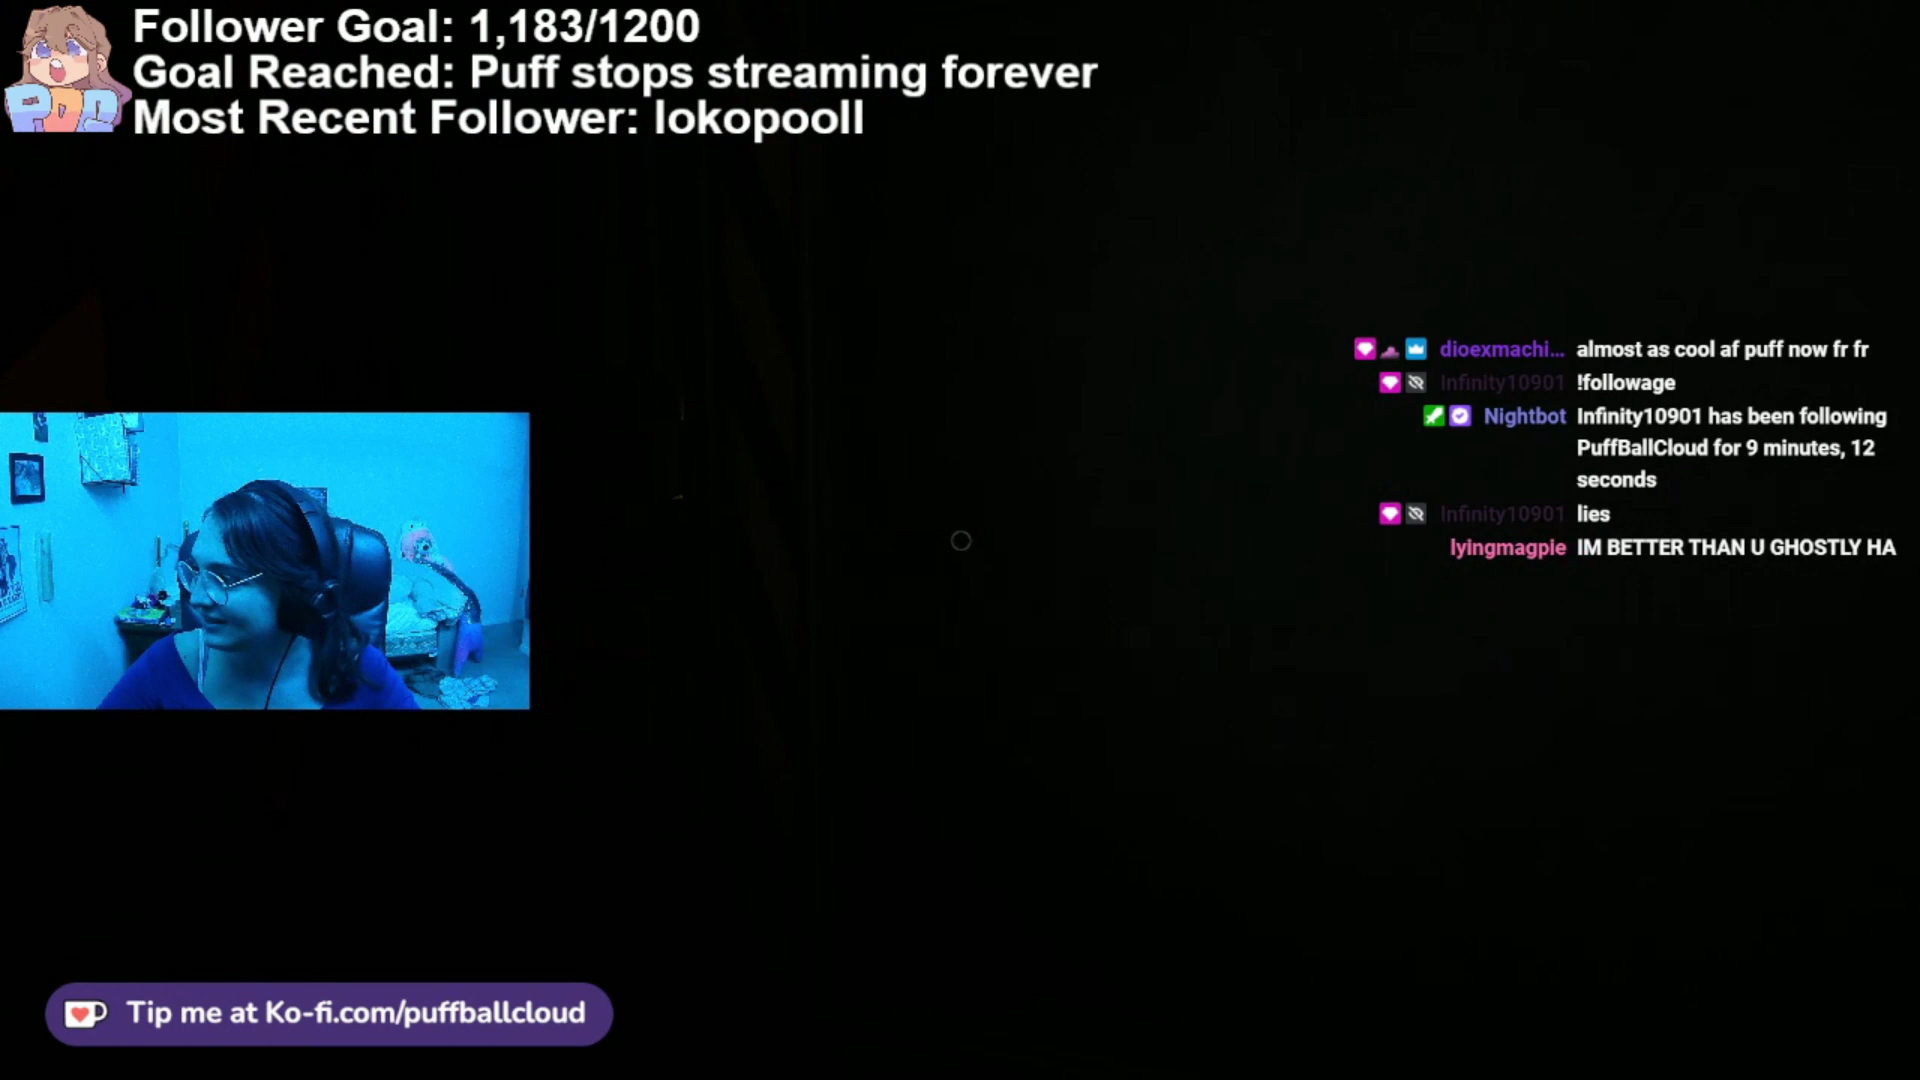 Follower Goal: 1,183/1200
Goal Reached: Puff stops streaming forever
Most Recent Follower: lokopooll
PDC
dioexmachi... almost as cool af puff now fr fr
Infinity10901 !followage
Nightbot Infinity10901 has been following
PuffBallCloud for 9 minutes, 12
seconds
Infinity10901 lies
lyingmagpie IM BETTER THAN U GHOSTLY HA
Tip me at Ko-fi.com/puffballcloud